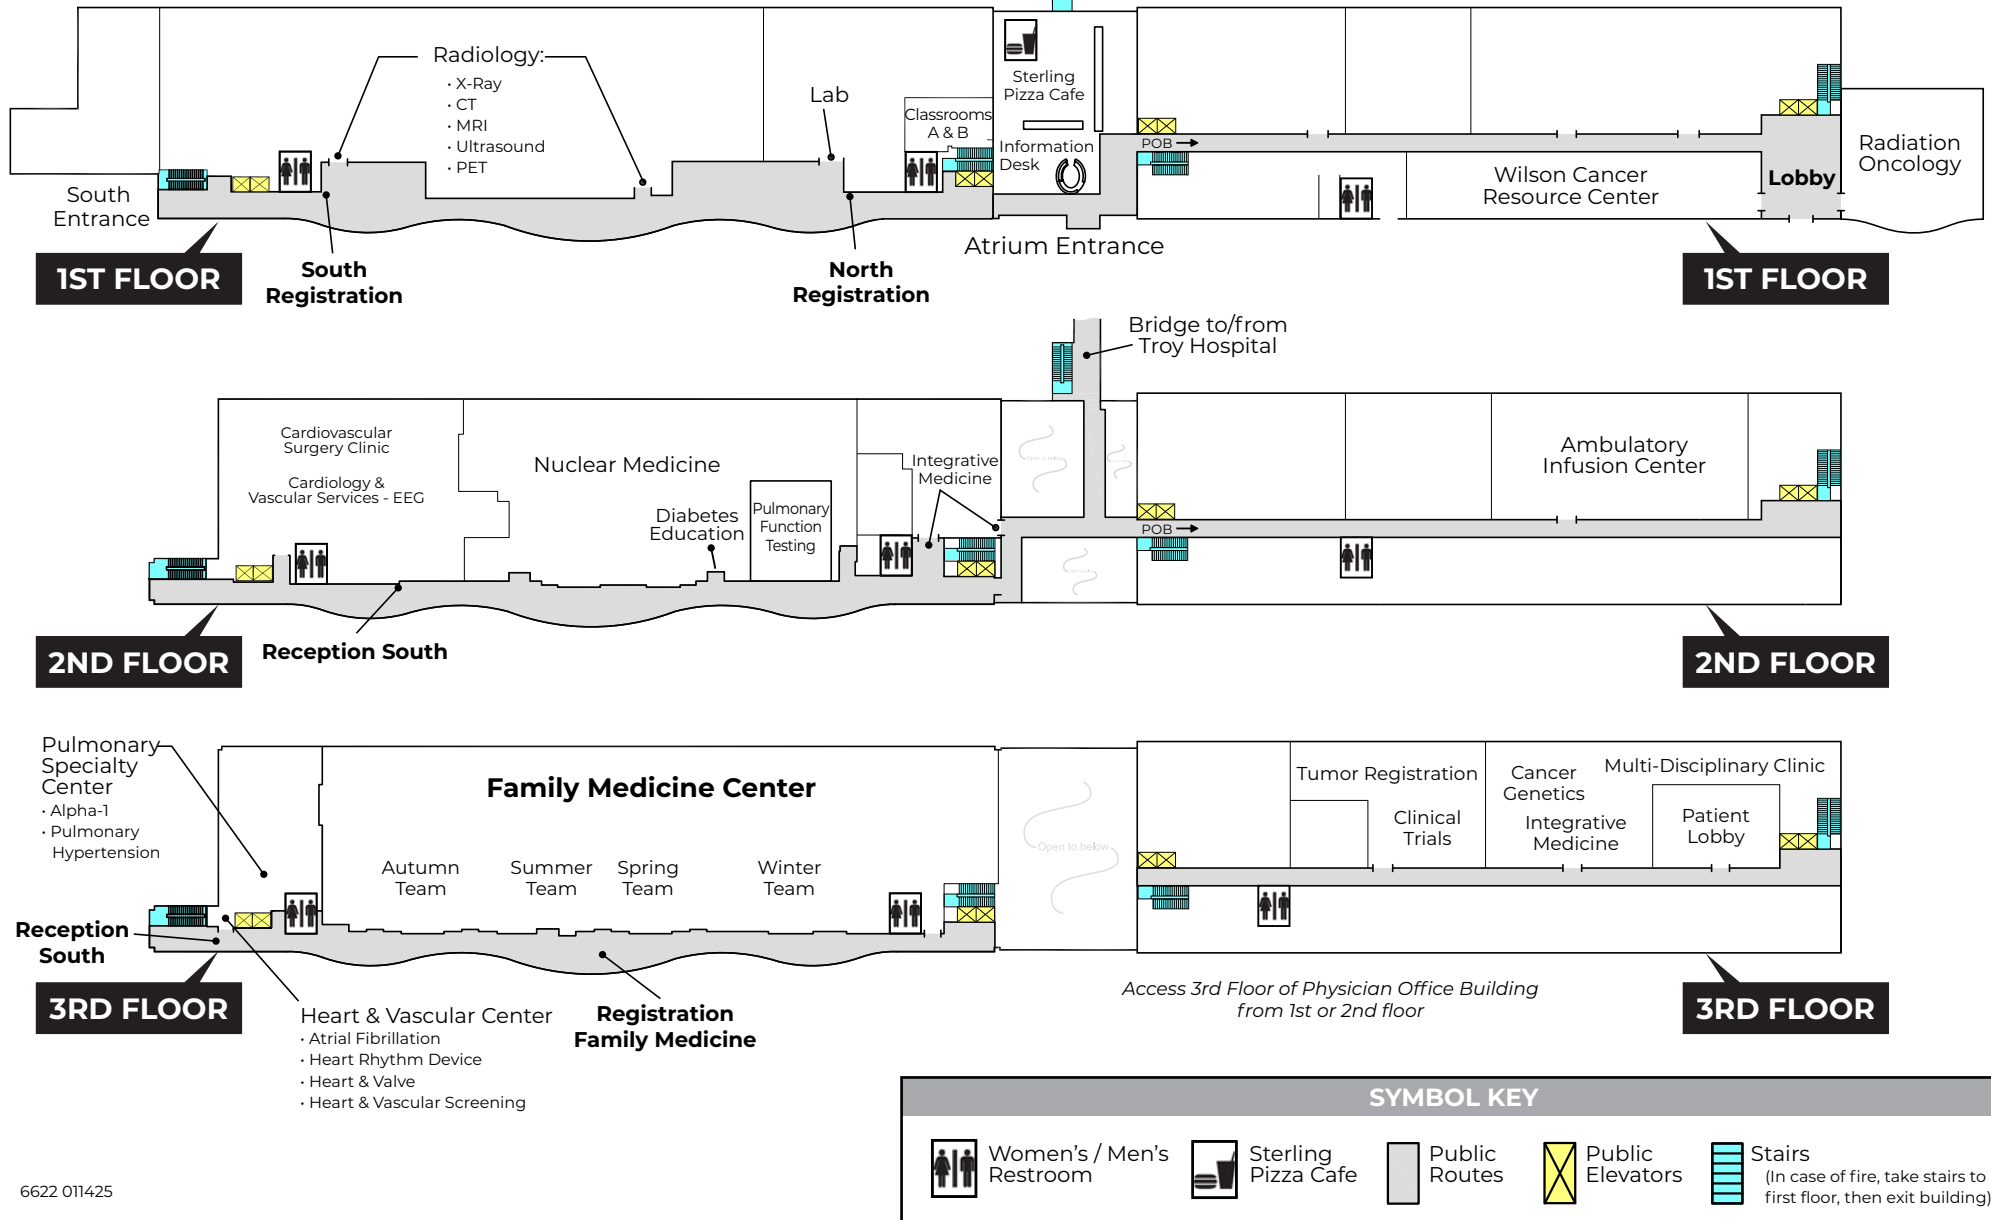 Radiology:
· X-Ray
· CT
· MRI
· Ultrasound
· PET
Lab
Classrooms
A & B
Sterling
Pizza Cafe
Information
Desk
POB
Wilson Cancer
Resource Center
Lobby
Radiation
Oncology
South
Entrance
Atrium Entrance
1ST FLOOR
South
Registration
North
Registration
1ST FLOOR
Bridge to/from
Troy Hospital
Cardiovascular
Surgery Clinic
Cardiology &
Vascular Services - EEG
Nuclear Medicine
Diabetes
Education
Pulmonary
Function
Testing
Integrative
Medicine
Open to below
POB
Ambulatory
Infusion Center
2ND FLOOR
Reception South
2ND FLOOR
Pulmonary
Specialty
Center
· Alpha-1
· Pulmonary
Hypertension
Family Medicine Center
Autumn
Team
Summer
Team
Spring
Team
Winter
Team
Open to below
Tumor Registration
Clinical
Trials
Cancer
Genetics
Integrative
Medicine
Multi-Disciplinary Clinic
Patient
Lobby
Reception
South
3RD FLOOR
Heart & Vascular Center
· Atrial Fibrillation
· Heart Rhythm Device
· Heart & Valve
· Heart & Vascular Screening
Registration
Family Medicine
Access 3rd Floor of Physician Office Building
from 1st or 2nd floor
3RD FLOOR
SYMBOL KEY
Women's / Men's
Restroom
Sterling
Pizza Cafe
Public
Routes
Public
Elevators
Stairs
(In case of fire, take stairs to
first floor, then exit building)
6622 011425